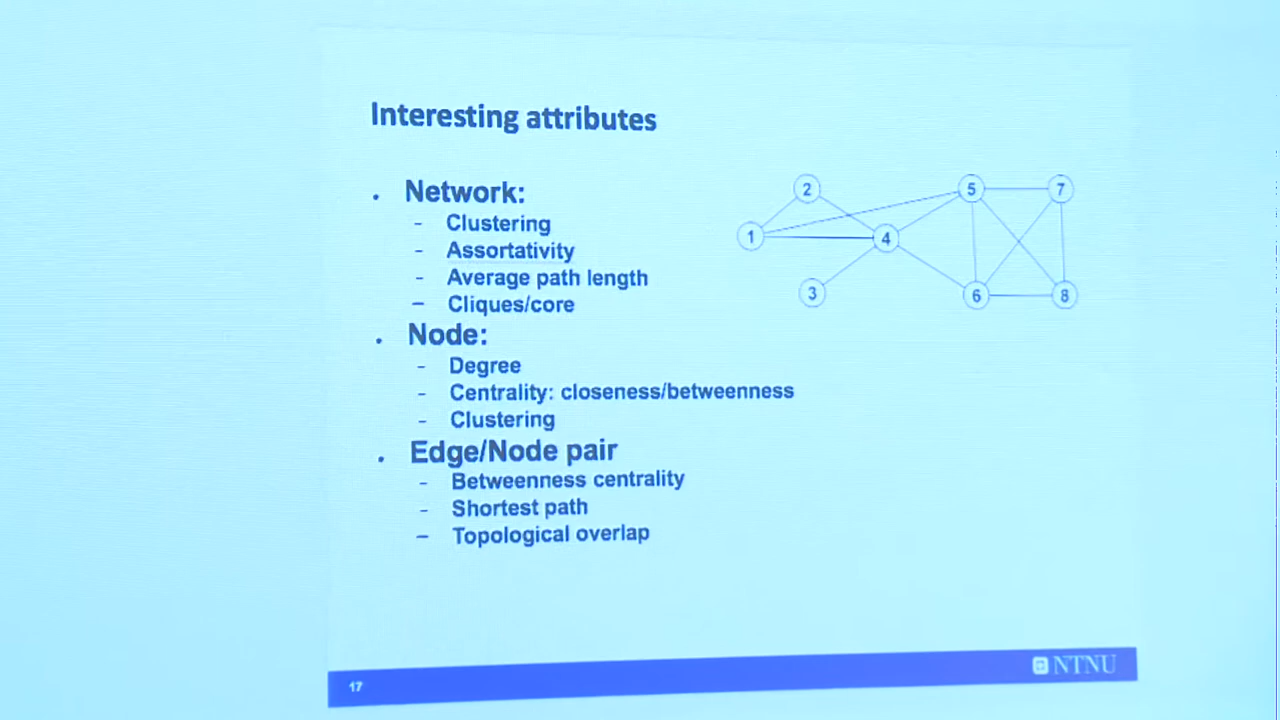 Interesting attributes
. Network:
- Clustering
- Assortativity
- Average path length
– Cliques/core
. Node:
- Degree
- Centrality: closeness/betweenness
- Clustering
. Edge/Node pair
- Betweenness centrality
- Shortest path
– Topological overlap
2 5 7
1 4
3 6 8
17
NTNU